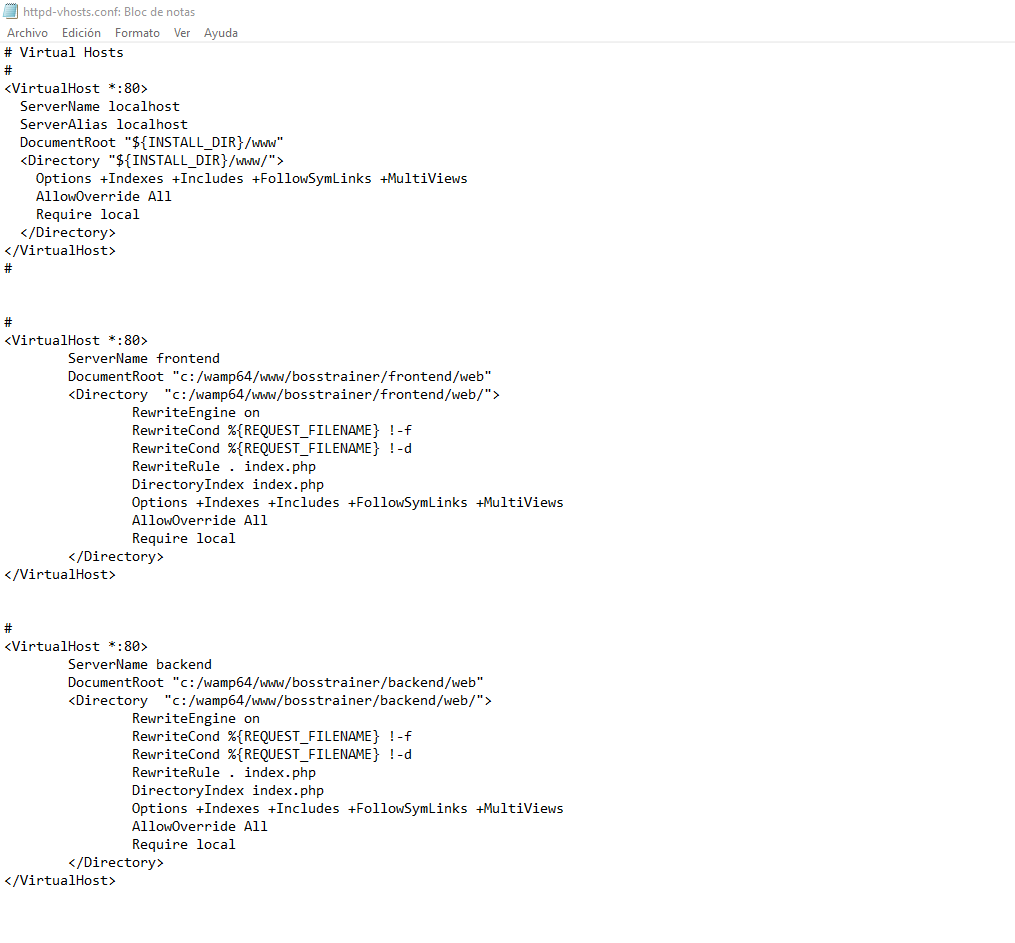 httpd-vhosts.conf: Bloc de notas
Archivo Edición Formato Ver Ayuda
# Virtual Hosts
#
<VirtualHost *:80>
  ServerName localhost
  ServerAlias localhost
  DocumentRoot "${INSTALL_DIR}/www"
  <Directory "${INSTALL_DIR}/www/">
    Options +Indexes +Includes +FollowSymLinks +MultiViews
    AllowOverride All
    Require local
  </Directory>
</VirtualHost>
#
#
<VirtualHost *:80>
        ServerName frontend
        DocumentRoot "c:/wamp64/www/bosstrainer/frontend/web"
        <Directory  "c:/wamp64/www/bosstrainer/frontend/web/">
                RewriteEngine on
                RewriteCond %{REQUEST_FILENAME} !-f
                RewriteCond %{REQUEST_FILENAME} !-d
                RewriteRule . index.php
                DirectoryIndex index.php
                Options +Indexes +Includes +FollowSymLinks +MultiViews
                AllowOverride All
                Require local
        </Directory>
</VirtualHost>
#
<VirtualHost *:80>
        ServerName backend
        DocumentRoot "c:/wamp64/www/bosstrainer/backend/web"
        <Directory  "c:/wamp64/www/bosstrainer/backend/web/">
                RewriteEngine on
                RewriteCond %{REQUEST_FILENAME} !-f
                RewriteCond %{REQUEST_FILENAME} !-d
                RewriteRule . index.php
                DirectoryIndex index.php
                Options +Indexes +Includes +FollowSymLinks +MultiViews
                AllowOverride All
                Require local
        </Directory>
</VirtualHost>